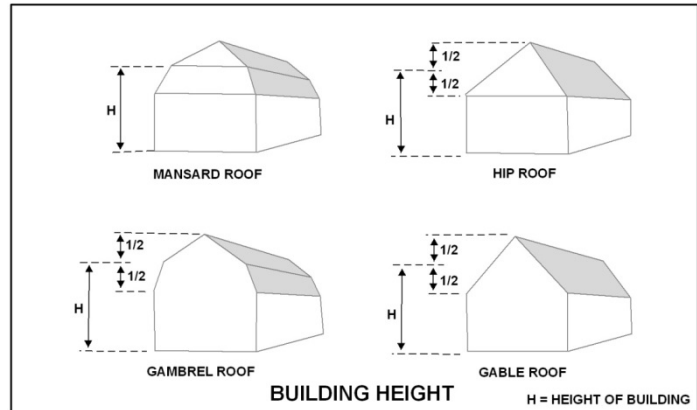 H
MANSARD ROOF
1/2
1/2
H
HIP ROOF
1/2
1/2
H
GAMBREL ROOF
1/2
1/2
H
GABLE ROOF
BUILDING HEIGHT
H = HEIGHT OF BUILDING